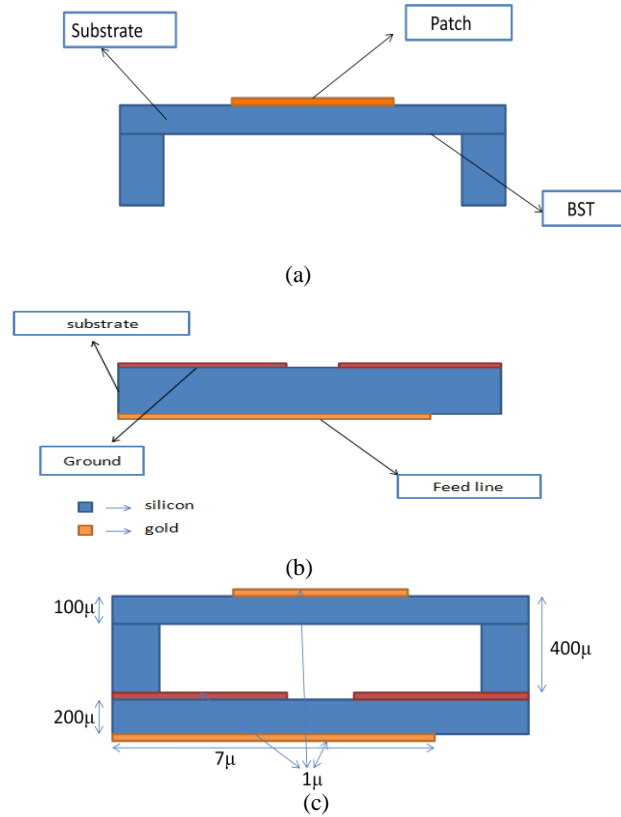 Substrate
Patch
BST
(a)
substrate
Ground
Feed line
silicon
gold
(b)
100μ
400μ
200μ
7μ
1μ
(c)